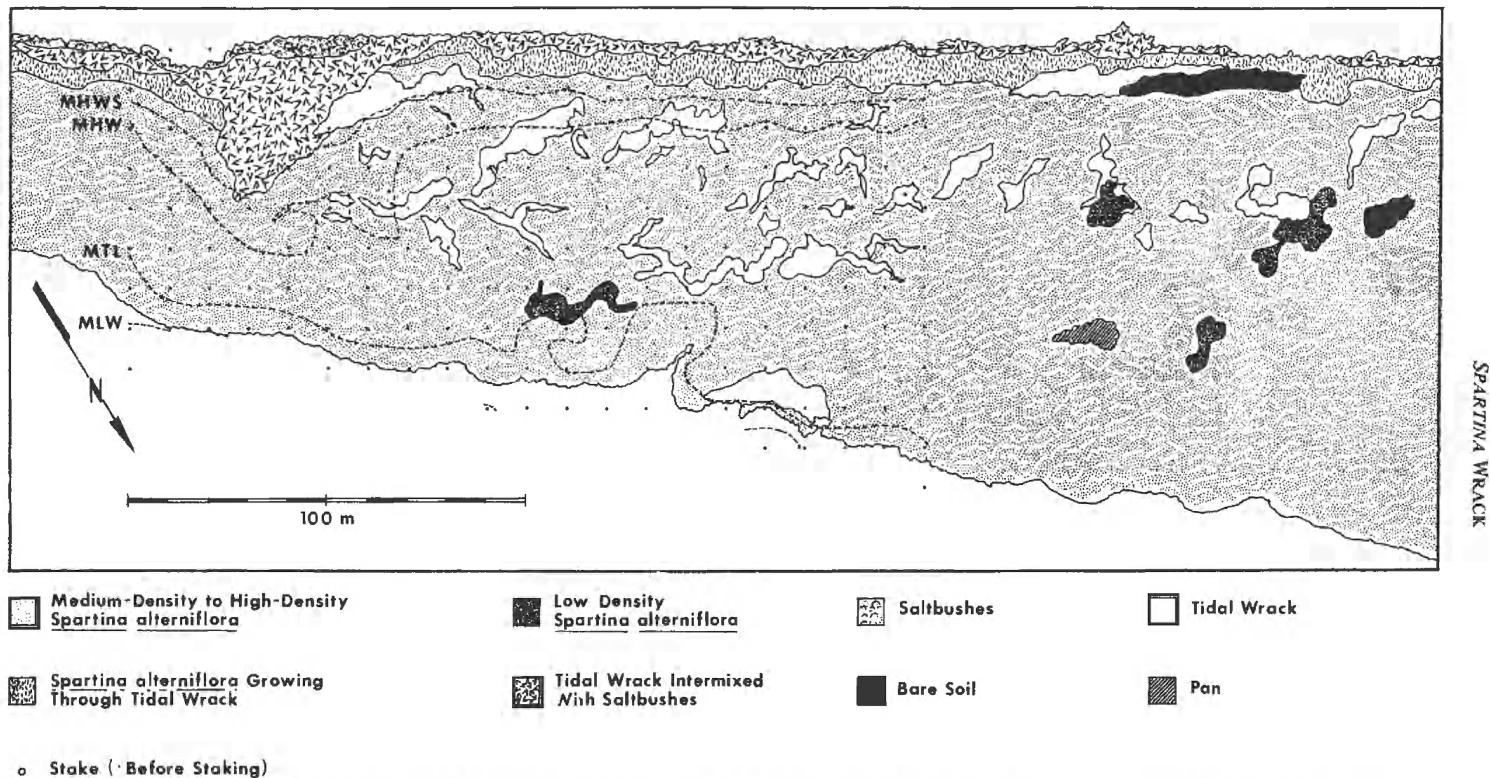 MHWS
MHW
MTL
MLW
N
100 m
SPARTINA WRACK
Medium-Density to High-Density
Spartina alterniflora
Low Density
Spartina alterniflora
Saltbushes
Tidal Wrack
Spartina alterniflora Growing
Through Tidal Wrack
Tidal Wrack Intermixed
With Saltbushes
Bare Soil
Pan
o Stake (·Before Staking)